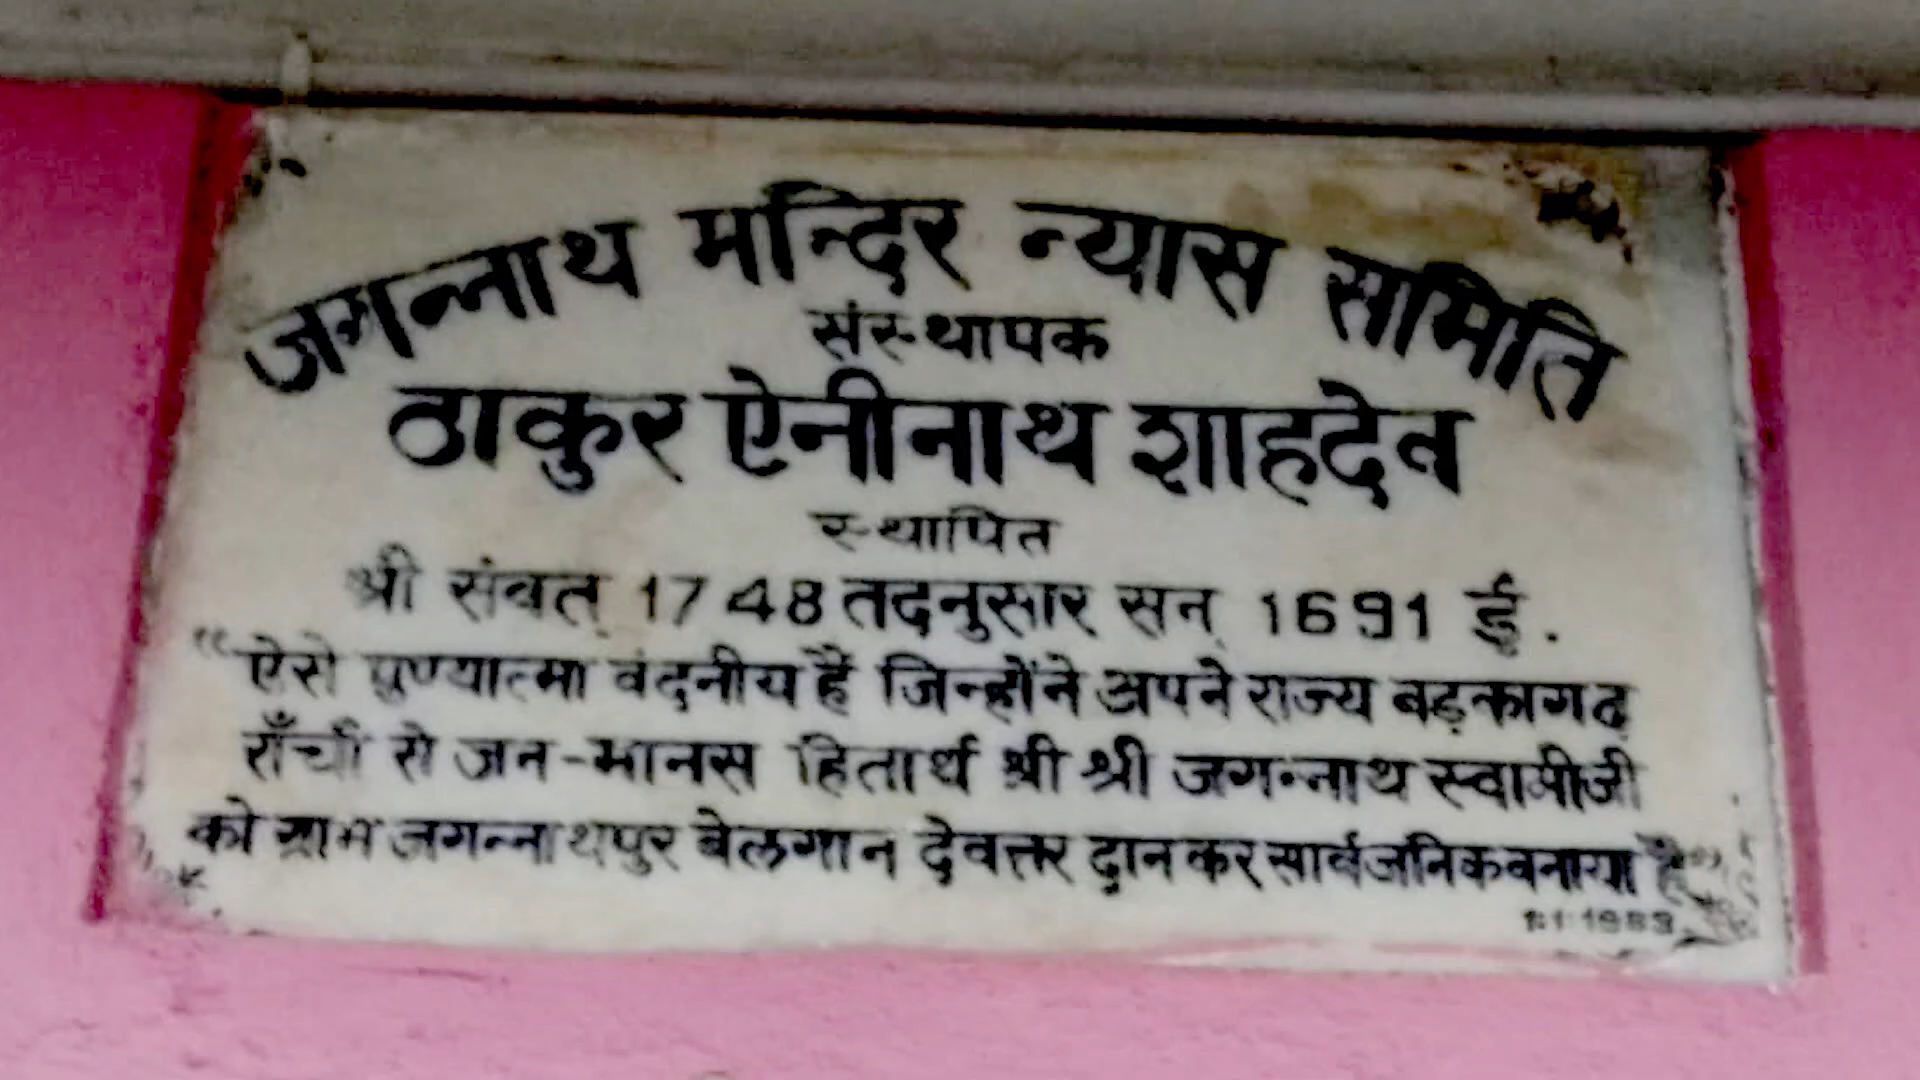 जगन्नाथ मन्दिर न्यास समिति
संस्थापक
ठाकुर ऐनीनाथ शाहदेव
स्थापित
श्री संवत् 1748 तदनुसार सन् 1691 ई.
“ऐसे पुण्यात्मा वंदनीय हैं जिन्होंने अपने राज्य बड़कागढ़
राँची से जन-मानस हितार्थ श्री श्री जगन्नाथ स्वामीजी
को ग्राम जगन्नाथपुर बेलगान देवत्तर दान कर सार्वजनिक बनाया है